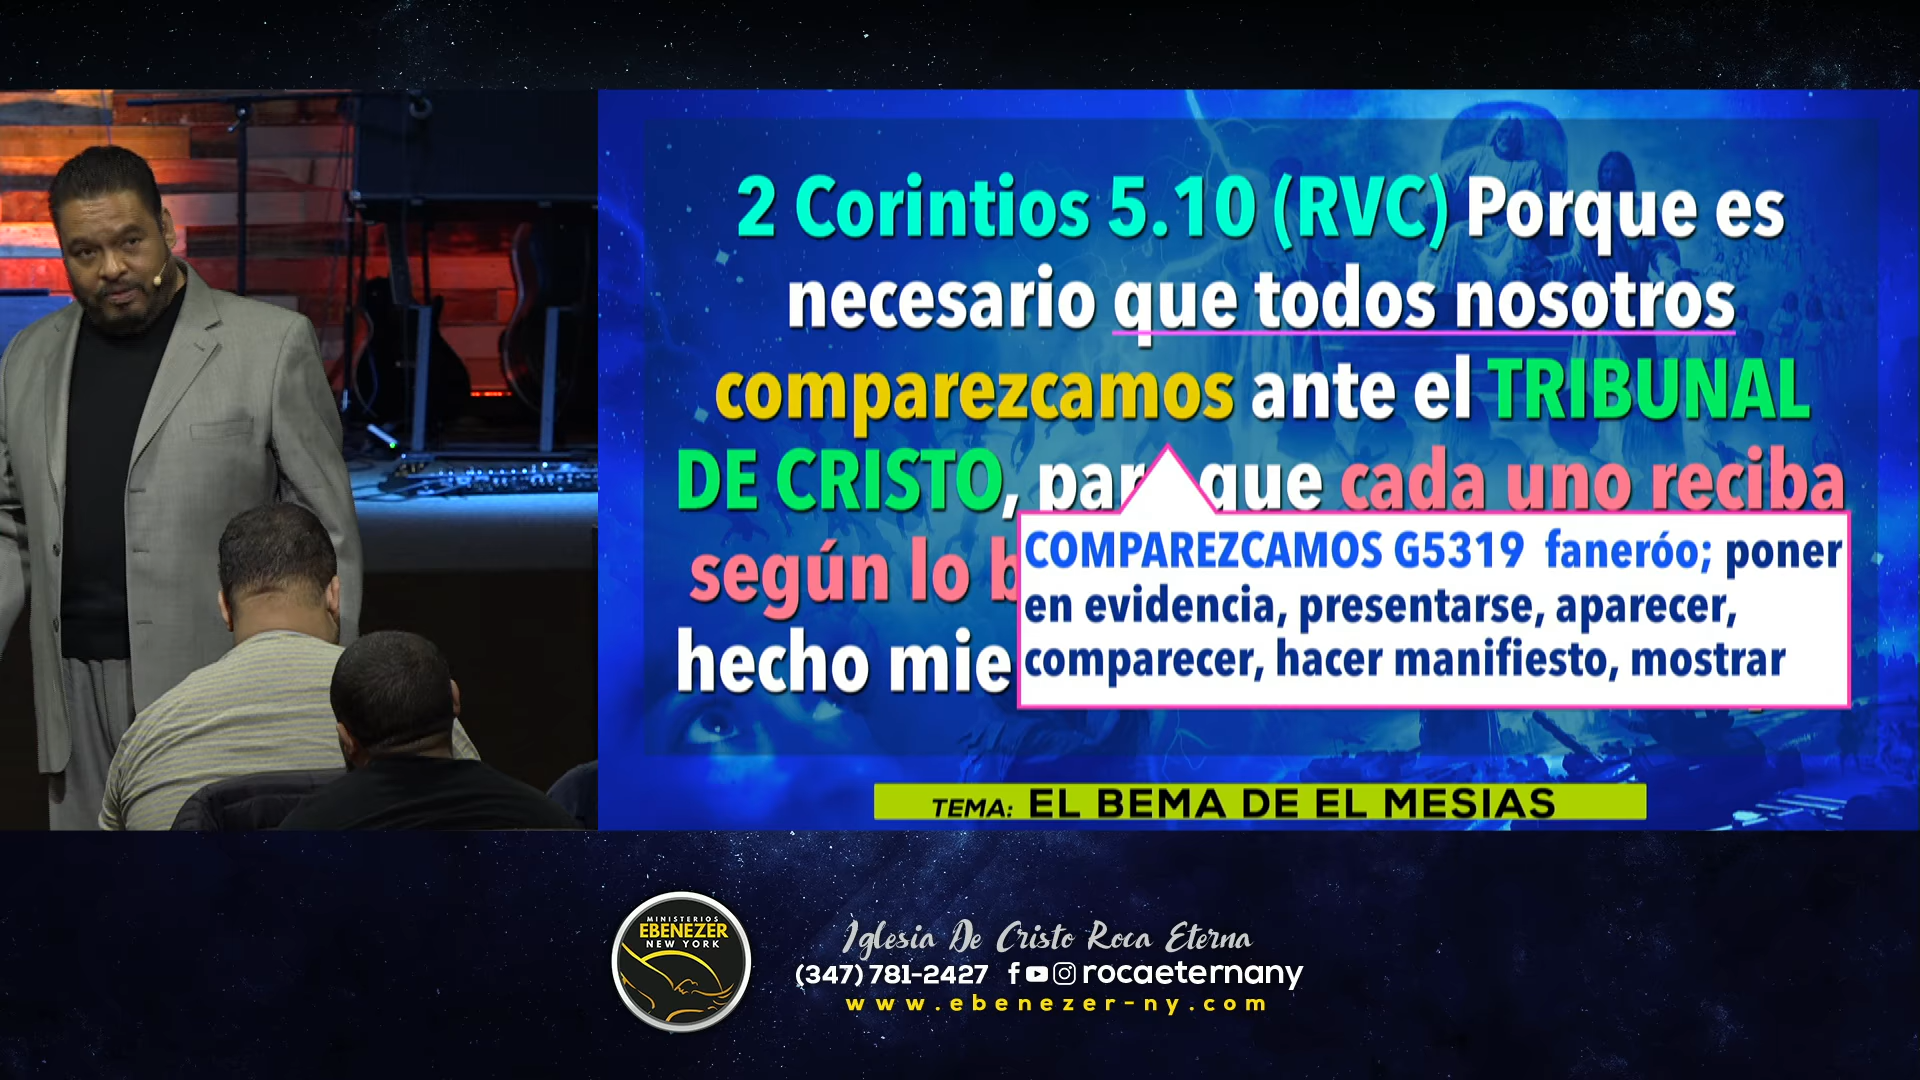 2 Corintios 5.10 (RVC) Porque es
necesario que todos nosotros
comparezcamos ante el TRIBUNAL
DE CRISTO, par que cada uno reciba
según lo b
hecho mie
COMPAREZCAMOS G5319 faneróo; poner
en evidencia, presentarse, aparecer,
comparecer, hacer manifiesto, mostrar
TEMA: EL BEMA DE EL MESIAS
MINISTERIOS
EBENEZER
NEW YORK
Iglesia De Cristo Roca Eterna
(347) 781-2427 rocaeternany
www.ebenezer-ny.com